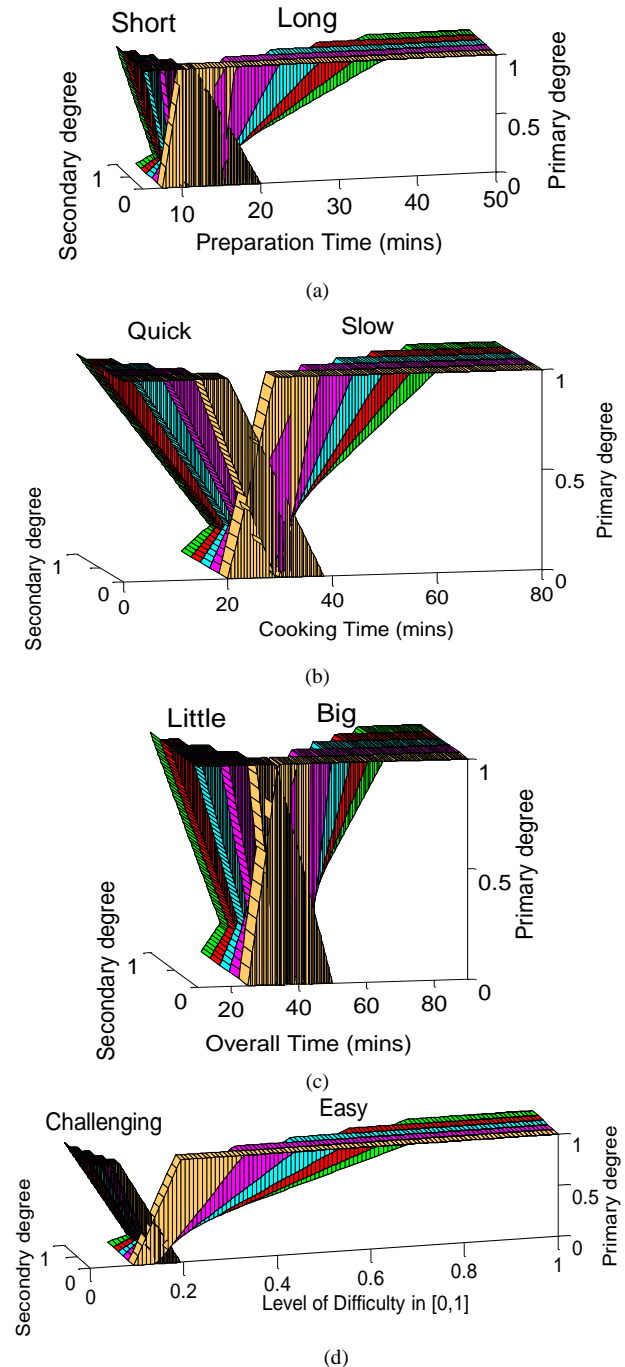 Short Long
Secondary degree
1
0
10 20 30 40 50
Preparation Time (mins)
1
0.5
0
Primary degree
(a)
Quick Slow
Secondary degree
1
0
0 20 40 60 80
Cooking Time (mins)
1
0.5
0
Primary degree
(b)
Little Big
Secondary degree
1
0
20 40 60 80
Overall Time (mins)
1
0.5
0
Primary degree
(c)
Challenging Easy
Secondry degree
1
0
0 0.2 0.4 0.6 0.8 1
Level of Difficulty in [0,1]
1
0.5
0
Primary degree
(d)